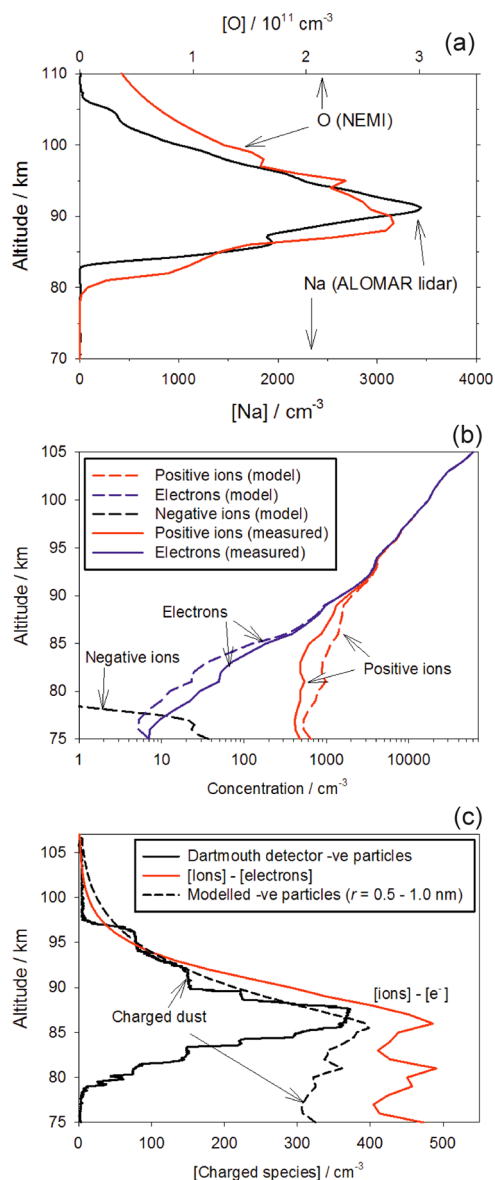 [O] / 10¹¹ cm⁻³
0 1 2 3
(a)
110
100
90
80
70
Altitude / km
O (NEMI)
Na (ALOMAR lidar)
0 1000 2000 3000 4000
[Na] / cm⁻³
(b)
105
100
95
90
85
80
75
Altitude / km
Positive ions (model)
Electrons (model)
Negative ions (model)
Positive ions (measured)
Electrons (measured)
Electrons
Negative ions
Positive ions
1 10 100 1000 10000
Concentration / cm⁻³
(c)
105
100
95
90
85
80
75
Altitude / km
Dartmouth detector -ve particles
[Ions] - [electrons]
Modelled -ve particles (r = 0.5 - 1.0 nm)
[ions] - [e⁻]
Charged dust
0 100 200 300 400 500
[Charged species] / cm⁻³